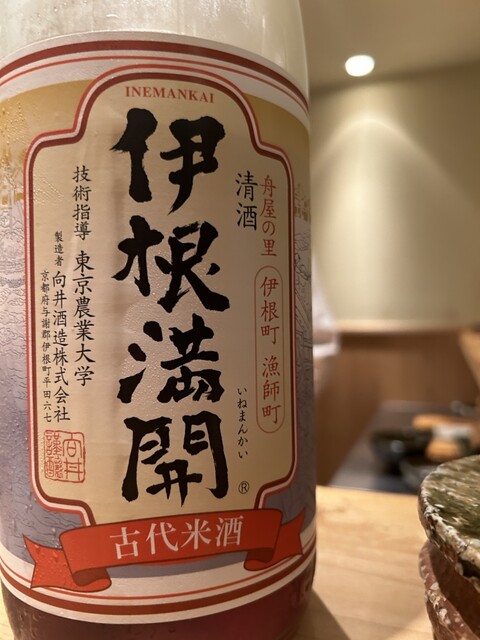 INEMANKAI
舟屋の里
伊根町 漁師町
清酒
伊根満開
いねまんかい
®
技術指導 東京農業大学
製造者 向井酒造株式会社
京都府与謝郡伊根町平田六七
古代米酒